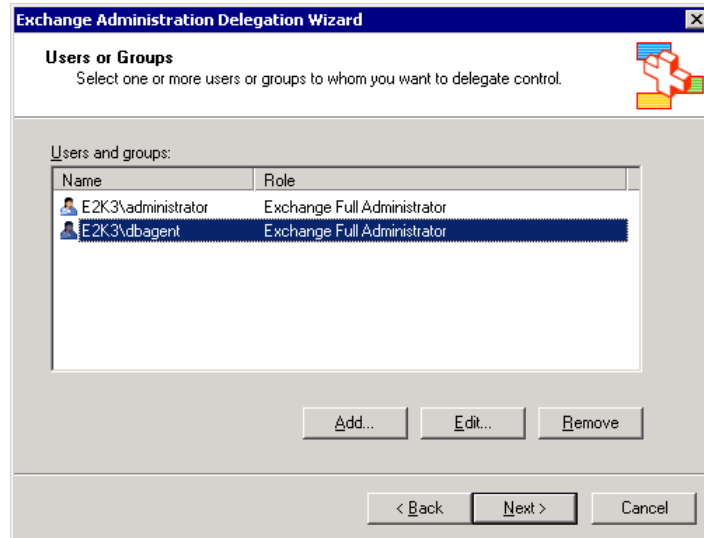 Exchange Administration Delegation Wizard
Users or Groups
Select one or more users or groups to whom you want to delegate control.
Users and groups:
Name Role
E2K3\administrator Exchange Full Administrator
E2K3\dbagent Exchange Full Administrator
Add... Edit... Remove
< Back Next > Cancel